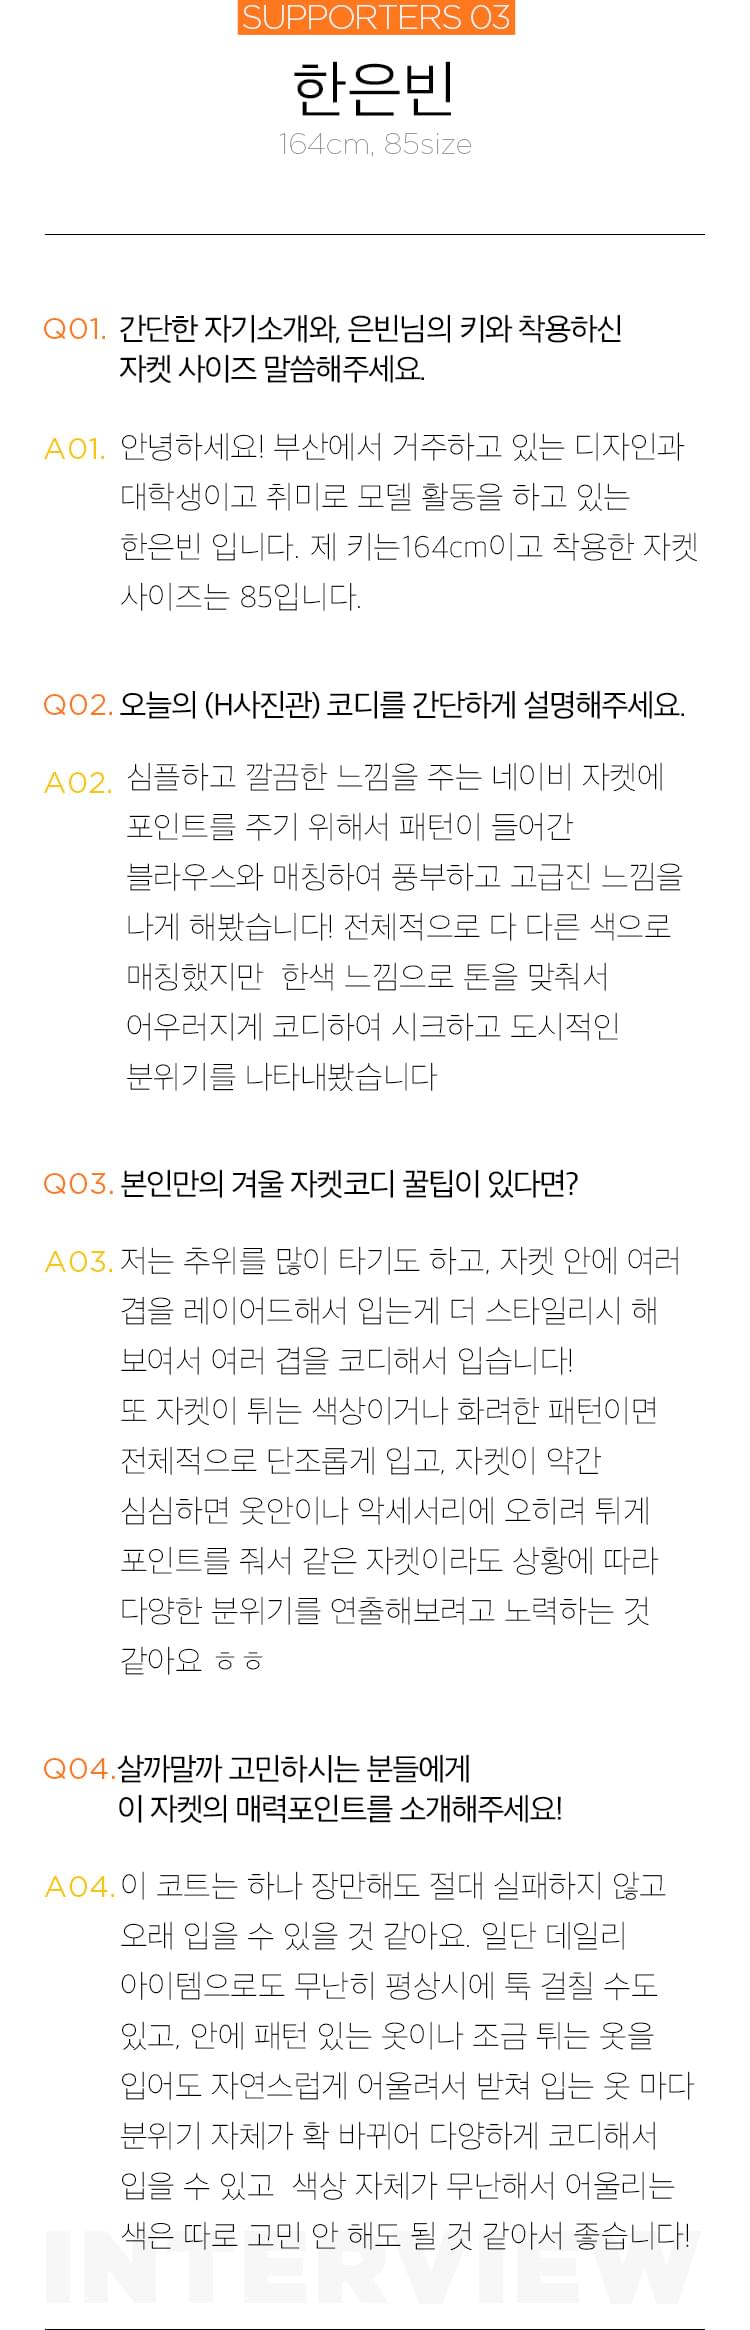 SUPPORTERS 03
한은빈
164cm, 85size
Q01. 간단한 자기소개와, 은빈님의 키와 착용하신
자켓 사이즈 말씀해주세요.
A01. 안녕하세요! 부산에서 거주하고 있는 디자인과
대학생이고 취미로 모델 활동을 하고 있는
한은빈 입니다. 제 키는164cm이고 착용한 자켓
사이즈는 85입니다.
Q02. 오늘의 (H사진관) 코디를 간단하게 설명해주세요.
A02. 심플하고 깔끔한 느낌을 주는 네이비 자켓에
포인트를 주기 위해서 패턴이 들어간
블라우스와 매칭하여 풍부하고 고급진 느낌을
나게 해봤습니다! 전체적으로 다 다른 색으로
매칭했지만  한색 느낌으로 톤을 맞춰서
어우러지게 코디하여 시크하고 도시적인
분위기를 나타내봤습니다
Q03. 본인만의 겨울 자켓코디 꿀팁이 있다면?
A03. 저는 추위를 많이 타기도 하고, 자켓 안에 여러
겹을 레이어드해서 입는게 더 스타일리시 해
보여서 여러 겹을 코디해서 입습니다!
또 자켓이 튀는 색상이거나 화려한 패턴이면
전체적으로 단조롭게 입고, 자켓이 약간
심심하면 옷안이나 악세서리에 오히려 튀게
포인트를 줘서 같은 자켓이라도 상황에 따라
다양한 분위기를 연출해보려고 노력하는 것
같아요 ㅎㅎ
Q04. 살까말까 고민하시는 분들에게
이 자켓의 매력포인트를 소개해주세요!
A04. 이 코트는 하나 장만해도 절대 실패하지 않고
오래 입을 수 있을 것 같아요. 일단 데일리
아이템으로도 무난히 평상시에 툭 걸칠 수도
있고, 안에 패턴 있는 옷이나 조금 튀는 옷을
입어도 자연스럽게 어울려서 받쳐 입는 옷 마다
분위기 자체가 확 바뀌어 다양하게 코디해서
입을 수 있고  색상 자체가 무난해서 어울리는
색은 따로 고민 안 해도 될 것 같아서 좋습니다!
INTERVIEW